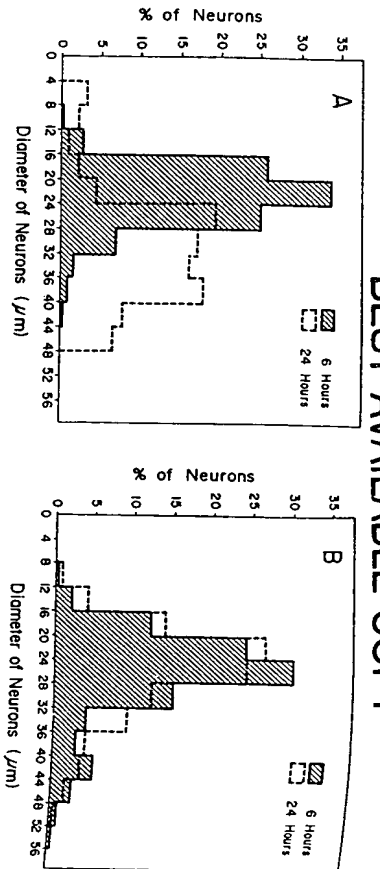 BEST AVAILABLE COPY
A
% of Neurons
35
30
25
20
15
10
5
0
6 Hours
24 Hours
4 8 12 16 20 24 28 32 36 40 44 48 52 56
Diameter of Neurons (μm)
B
% of Neurons
35
30
25
20
15
10
5
0
6 Hours
24 Hours
4 8 12 16 20 24 28 32 36 40 44 48 52 56
Diameter of Neurons (μm)